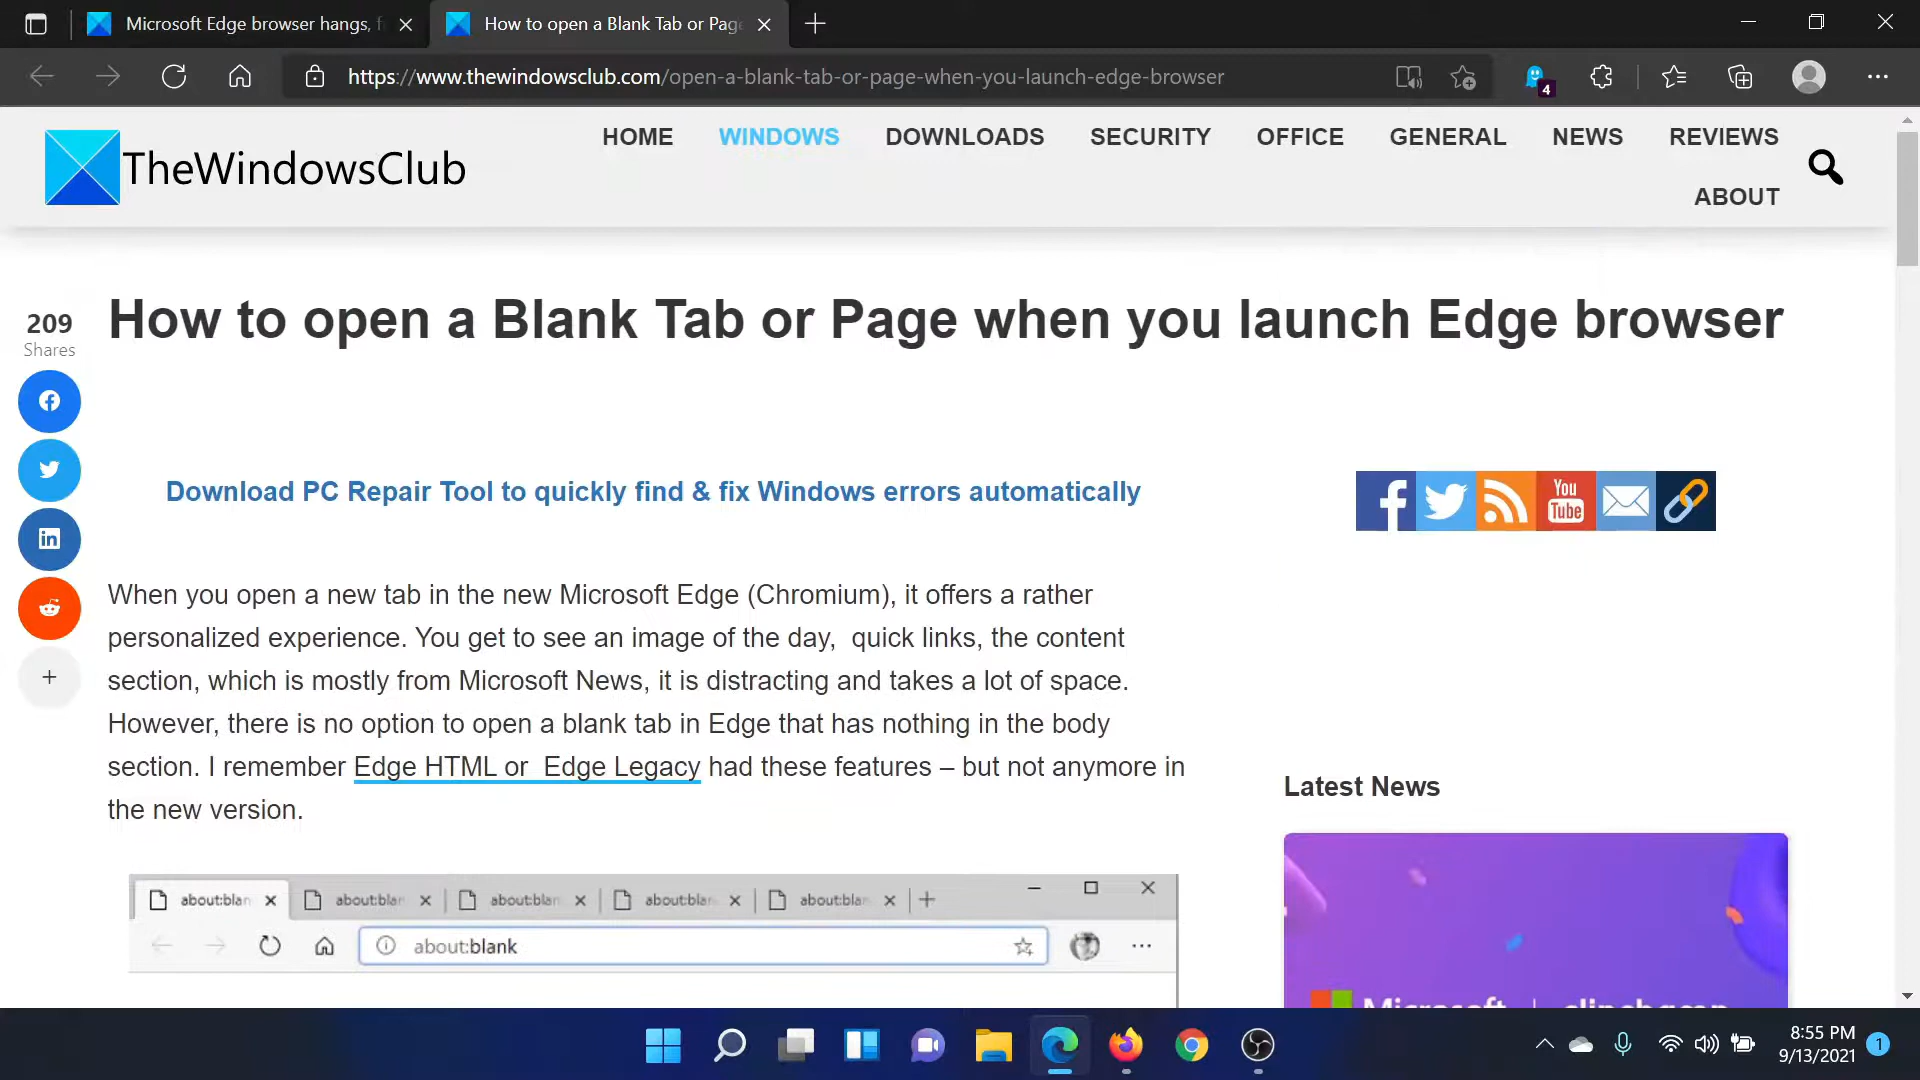 Microsoft Edge browser hangs, f
How to open a Blank Tab or Pag
https://www.thewindowsclub.com/open-a-blank-tab-or-page-when-you-launch-edge-browser
4
TheWindowsClub
HOME WINDOWS DOWNLOADS SECURITY OFFICE GENERAL NEWS REVIEWS
ABOUT
How to open a Blank Tab or Page when you launch Edge browser
209
Shares
Download PC Repair Tool to quickly find & fix Windows errors automatically
You
Tube
When you open a new tab in the new Microsoft Edge (Chromium), it offers a rather
personalized experience. You get to see an image of the day, quick links, the content
section, which is mostly from Microsoft News, it is distracting and takes a lot of space.
However, there is no option to open a blank tab in Edge that has nothing in the body
section. I remember Edge HTML or Edge Legacy had these features – but not anymore in
the new version.
Latest News
about:blan about:blan about:blan about:blan about:blan
about:blank
Microsoft | clipchamp
8:55 PM
9/13/2021
1